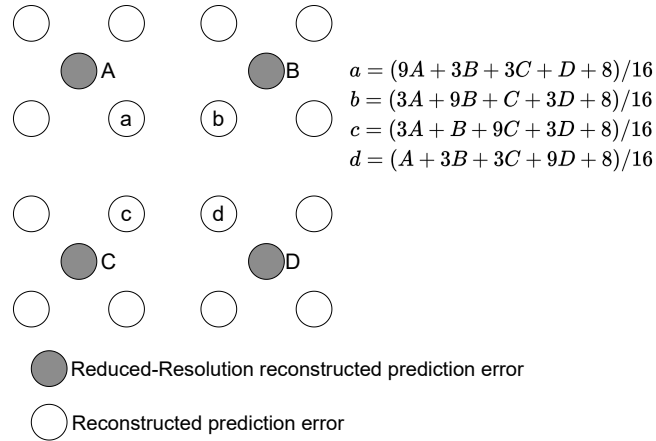 A
B
a = (9A + 3B + 3C + D + 8)/16
b = (3A + 9B + C + 3D + 8)/16
a
b
c = (3A + B + 9C + 3D + 8)/16
d = (A + 3B + 3C + 9D + 8)/16
c
d
C
D
Reduced-Resolution reconstructed prediction error
Reconstructed prediction error